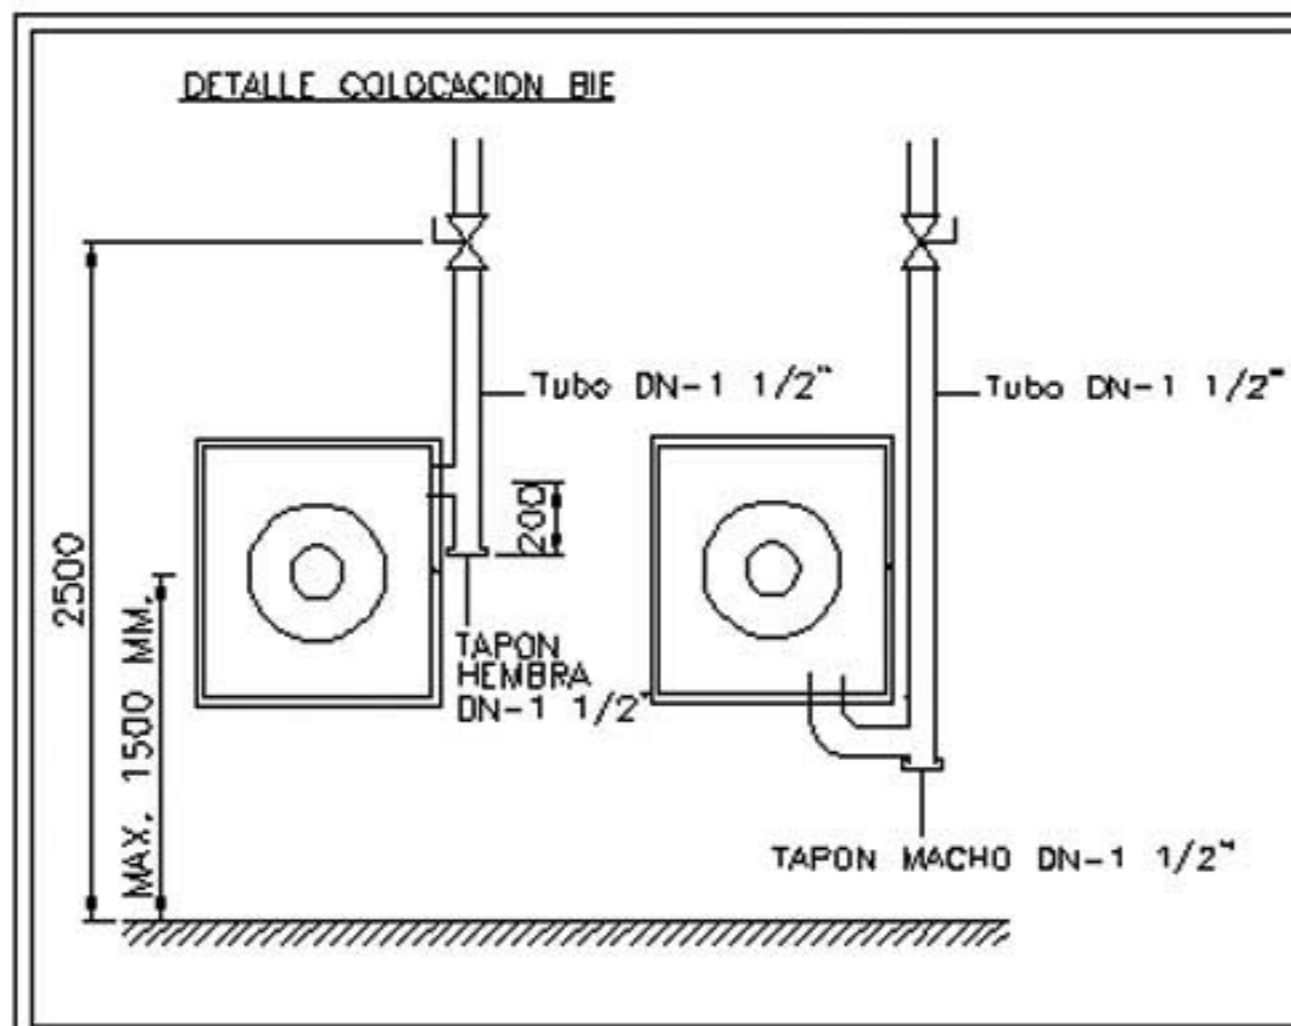 DETALLE COLOCACION BIE
Tubo DN-1 1/2"
Tubo DN-1 1/2"
200
2500
MAX. 1500 MM.
TAPON
HEMBRA
DN-1 1/2"
TAPON MACHO DN-1 1/2"